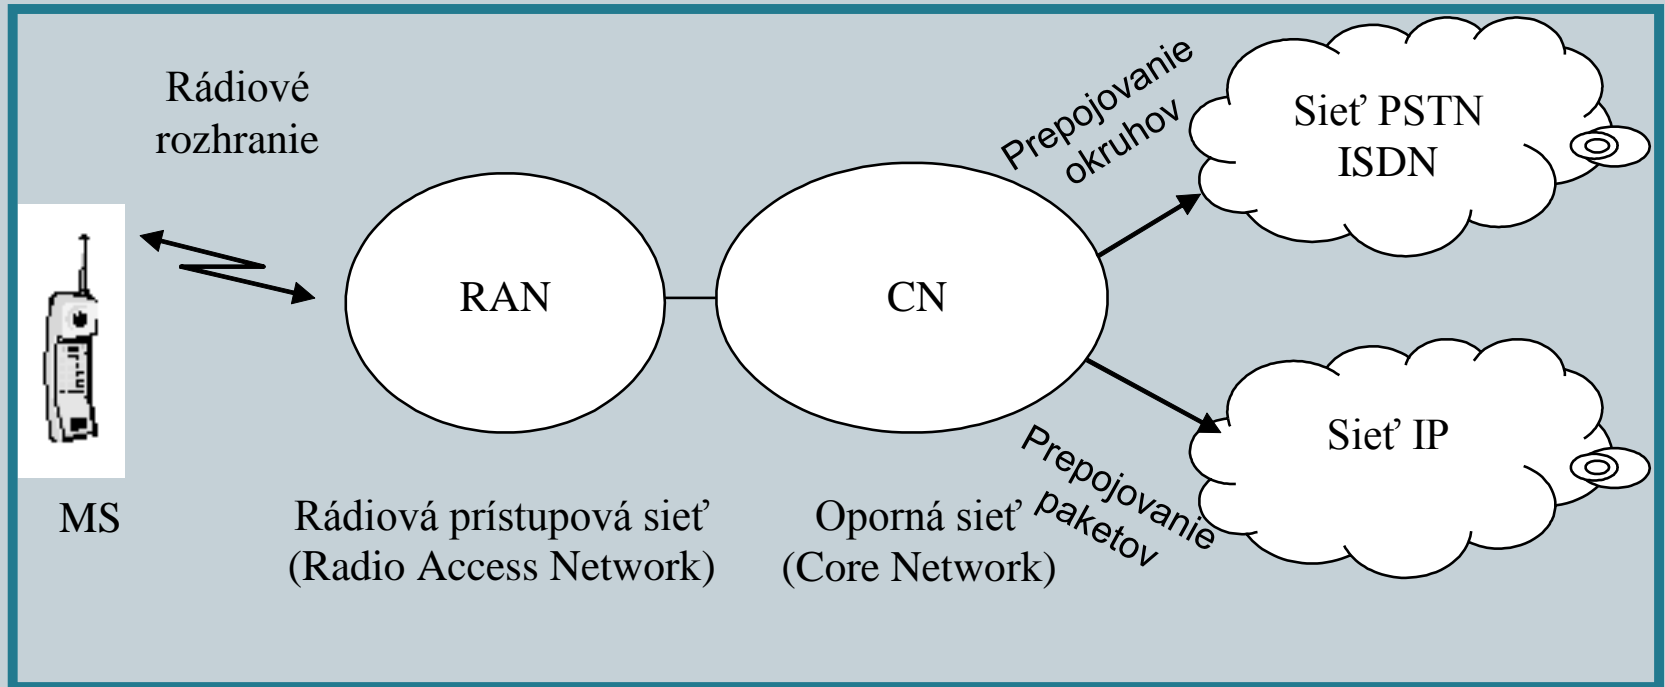 Rádiové
rozhranie
Prepojovanie
okruhov
Sieť PSTN
ISDN
RAN
CN
Sieť IP
Prepojovanie
paketov
MS
Rádiová prístupová sieť
(Radio Access Network)
Oporná sieť
(Core Network)